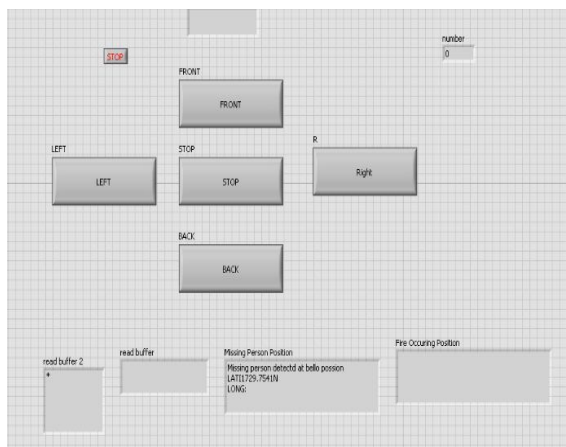 number
STOP
0
FRONT
FRONT
LEFT
STOP
R
LEFT
STOP
Right
BACK
BACK
Fire Occuring Position
read buffer 2
read buffer
Missing Person Position
*
Missing person detectd at bello possion
LATI1729.7541N
LONG: